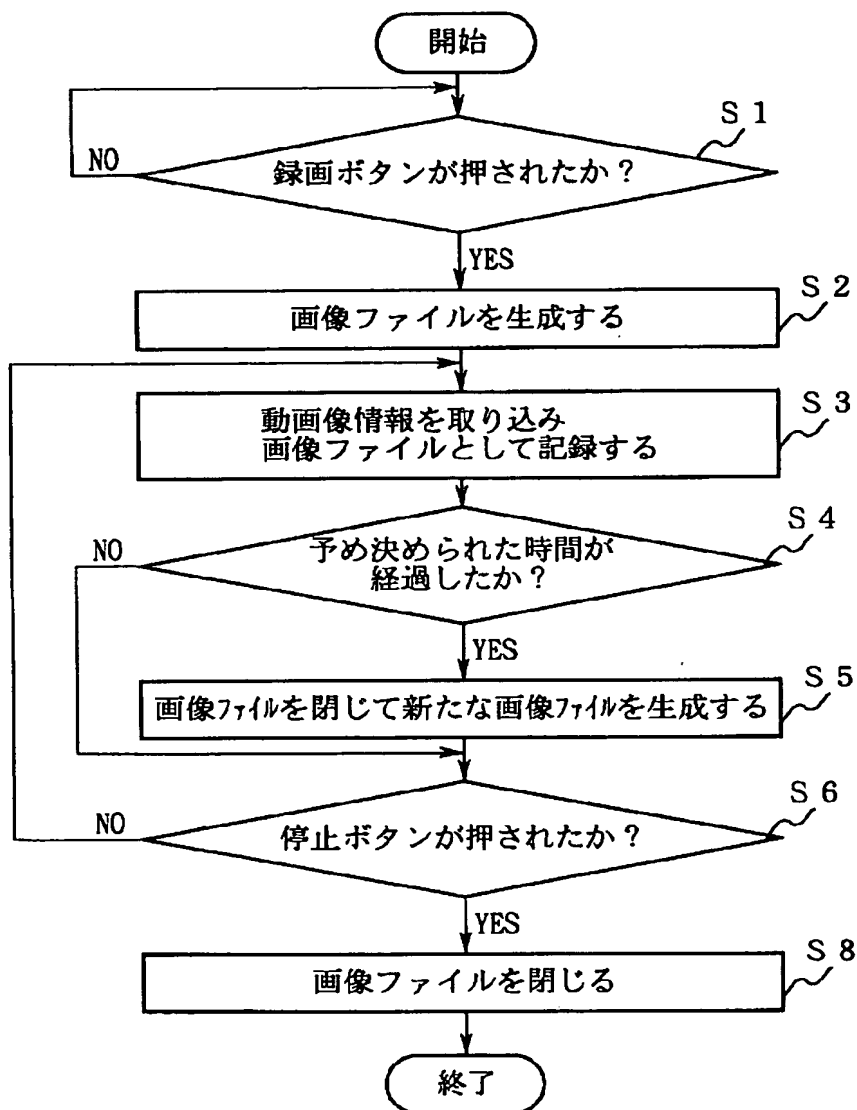 開始
S 1
NO
録画ボタンが押されたか？
YES
S 2
画像ファイルを生成する
S 3
動画像情報を取り込み
画像ファイルとして記録する
S 4
NO
予め決められた時間が
経過したか？
YES
S 5
画像ﾌｧｲﾙを閉じて新たな画像ﾌｧｲﾙを生成する
S 6
NO
停止ボタンが押されたか？
YES
S 8
画像ファイルを閉じる
終了